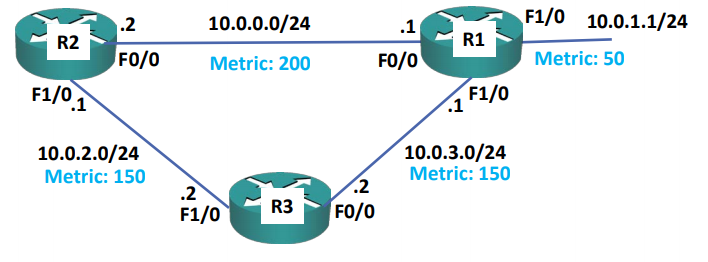 R2
.2
F0/0
10.0.0.0/24
Metric: 200
.1
F0/0
R1
F1/0
10.0.1.1/24
Metric: 50
F1/0
.1
F1/0
.1
10.0.2.0/24
Metric: 150
10.0.3.0/24
Metric: 150
.2
F1/0
R3
.2
F0/0